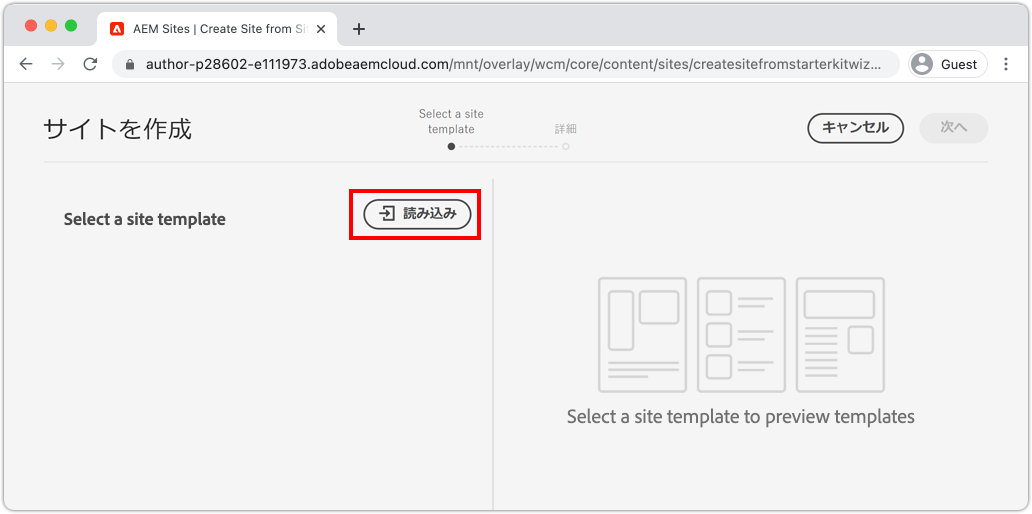 AEM Sites | Create Site from Si
author-p28602-e111973.adobeaemcloud.com/mnt/overlay/wcm/core/content/sites/createsitefromstarterkitwiz...
Guest
サイトを作成
Select a site
template
詳細
キャンセル
次へ
Select a site template
読み込み
Select a site template to preview templates